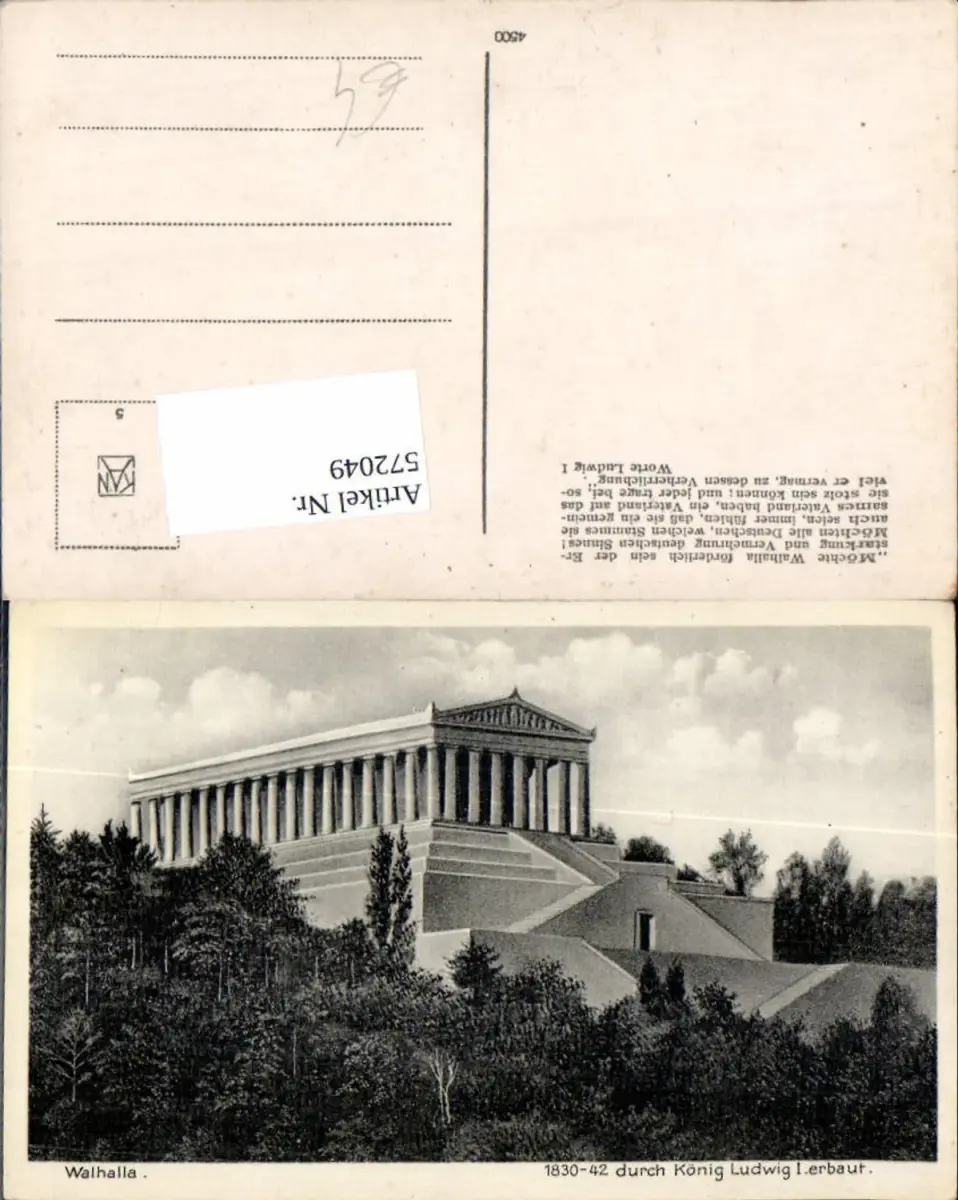 4500
„Möchte Walhalla förderlich sein der Er-
starkung und Vermehrung deutschen Sinnes!
Möchten alle Deutschen, welchen Stammes sie
auch seien, immer fühlen, daß sie ein gemein-
sames Vaterland haben, ein Vaterland auf das
sie stolz sein können; und jeder trage bei, so-
viel er vermag, zu dessen Verherrlichung“.
Worte Ludwig I
Artikel Nr.
572049
5
Walhalla .
1830-42 durch König Ludwig I. erbaut.